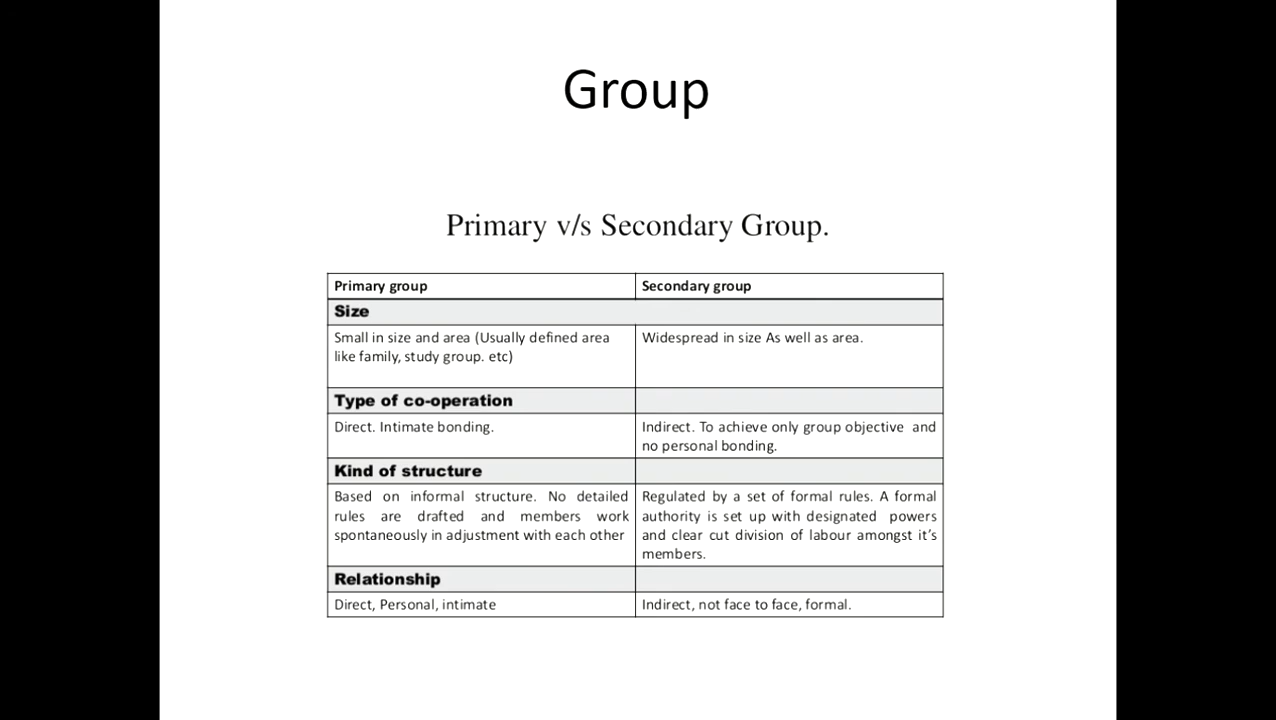 Group
Primary v/s Secondary Group.
Primary group
Secondary group
Size
Small in size and area (Usually defined area
like family, study group. etc)
Widespread in size As well as area.
Type of co-operation
Direct. Intimate bonding.
Indirect. To achieve only group objective and
no personal bonding.
Kind of structure
Based on informal structure. No detailed
rules are drafted and members work
spontaneously in adjustment with each other
Regulated by a set of formal rules. A formal
authority is set up with designated powers
and clear cut division of labour amongst it’s
members.
Relationship
Direct, Personal, intimate
Indirect, not face to face, formal.